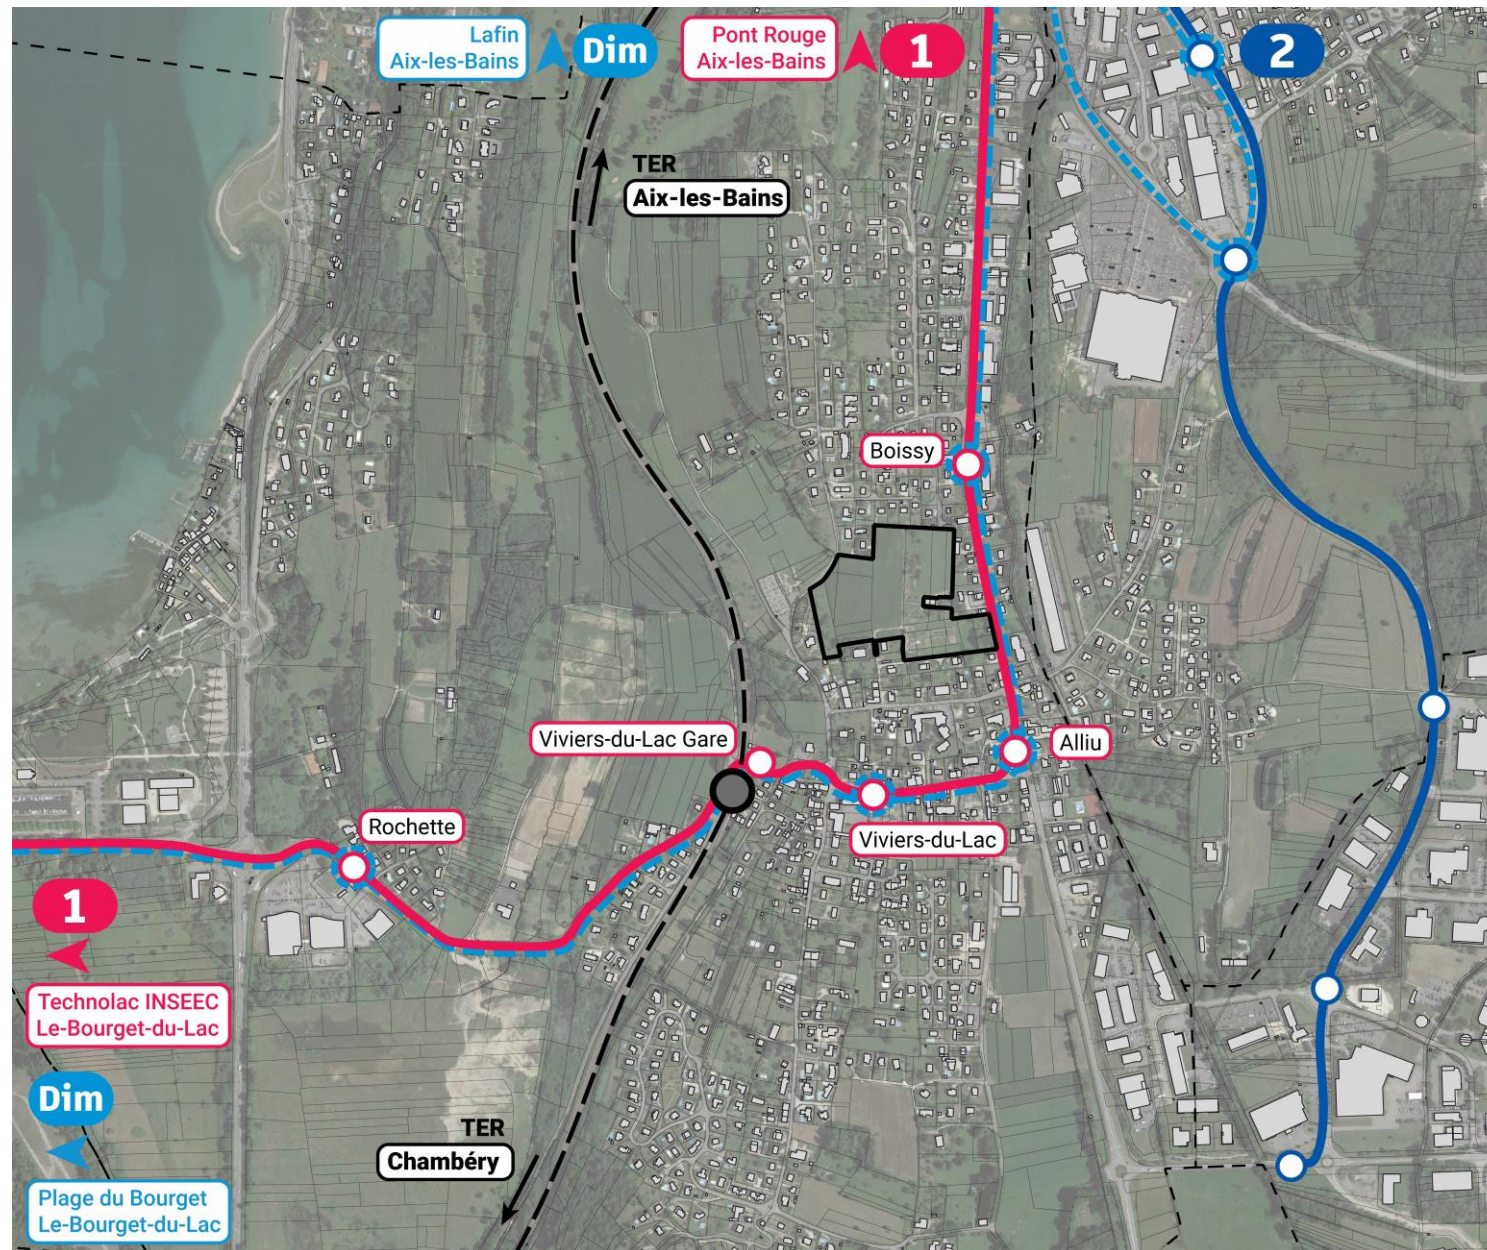 Lafin
Aix-les-Bains
Dim
Pont Rouge
Aix-les-Bains
1
2
TER
Aix-les-Bains
Boissy
Viviers-du-Lac Gare
Alliu
Rochette
Viviers-du-Lac
1
Technolac INSEEC
Le-Bourget-du-Lac
Dim
TER
Chambéry
Plage du Bourget
Le-Bourget-du-Lac